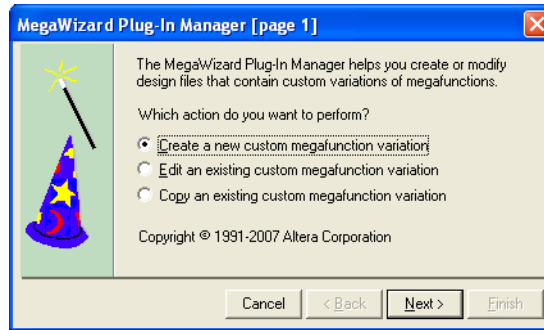 MegaWizard Plug-In Manager [page 1]
The MegaWizard Plug-In Manager helps you create or modify
design files that contain custom variations of megafunctions.
Which action do you want to perform?
Create a new custom megafunction variation
Edit an existing custom megafunction variation
Copy an existing custom megafunction variation
Copyright © 1991-2007 Altera Corporation
Cancel < Back Next > Finish